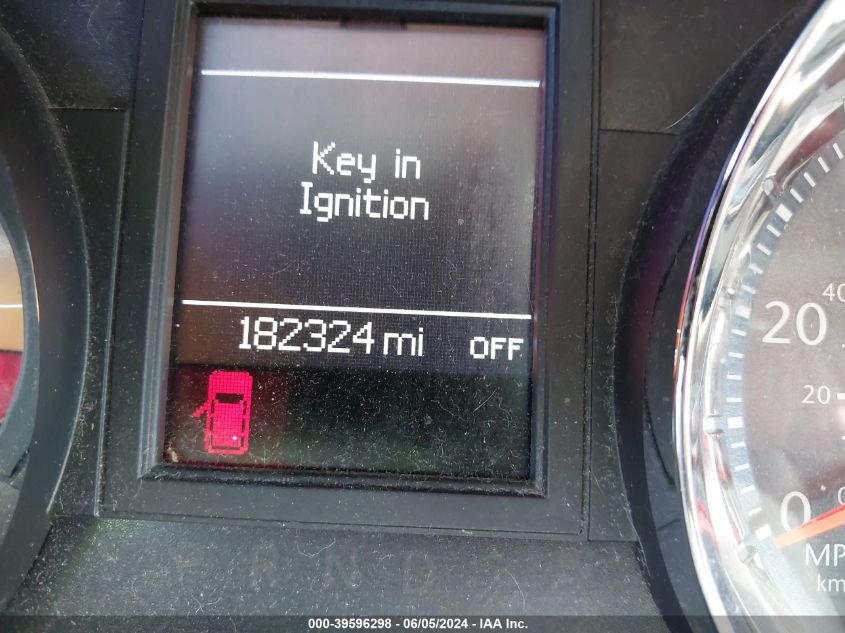 Key in
Ignition
182324 mi OFF
40
20
20
0
0
MP
km
R N D
000-39596298 - 06/05/2024 - IAA Inc.